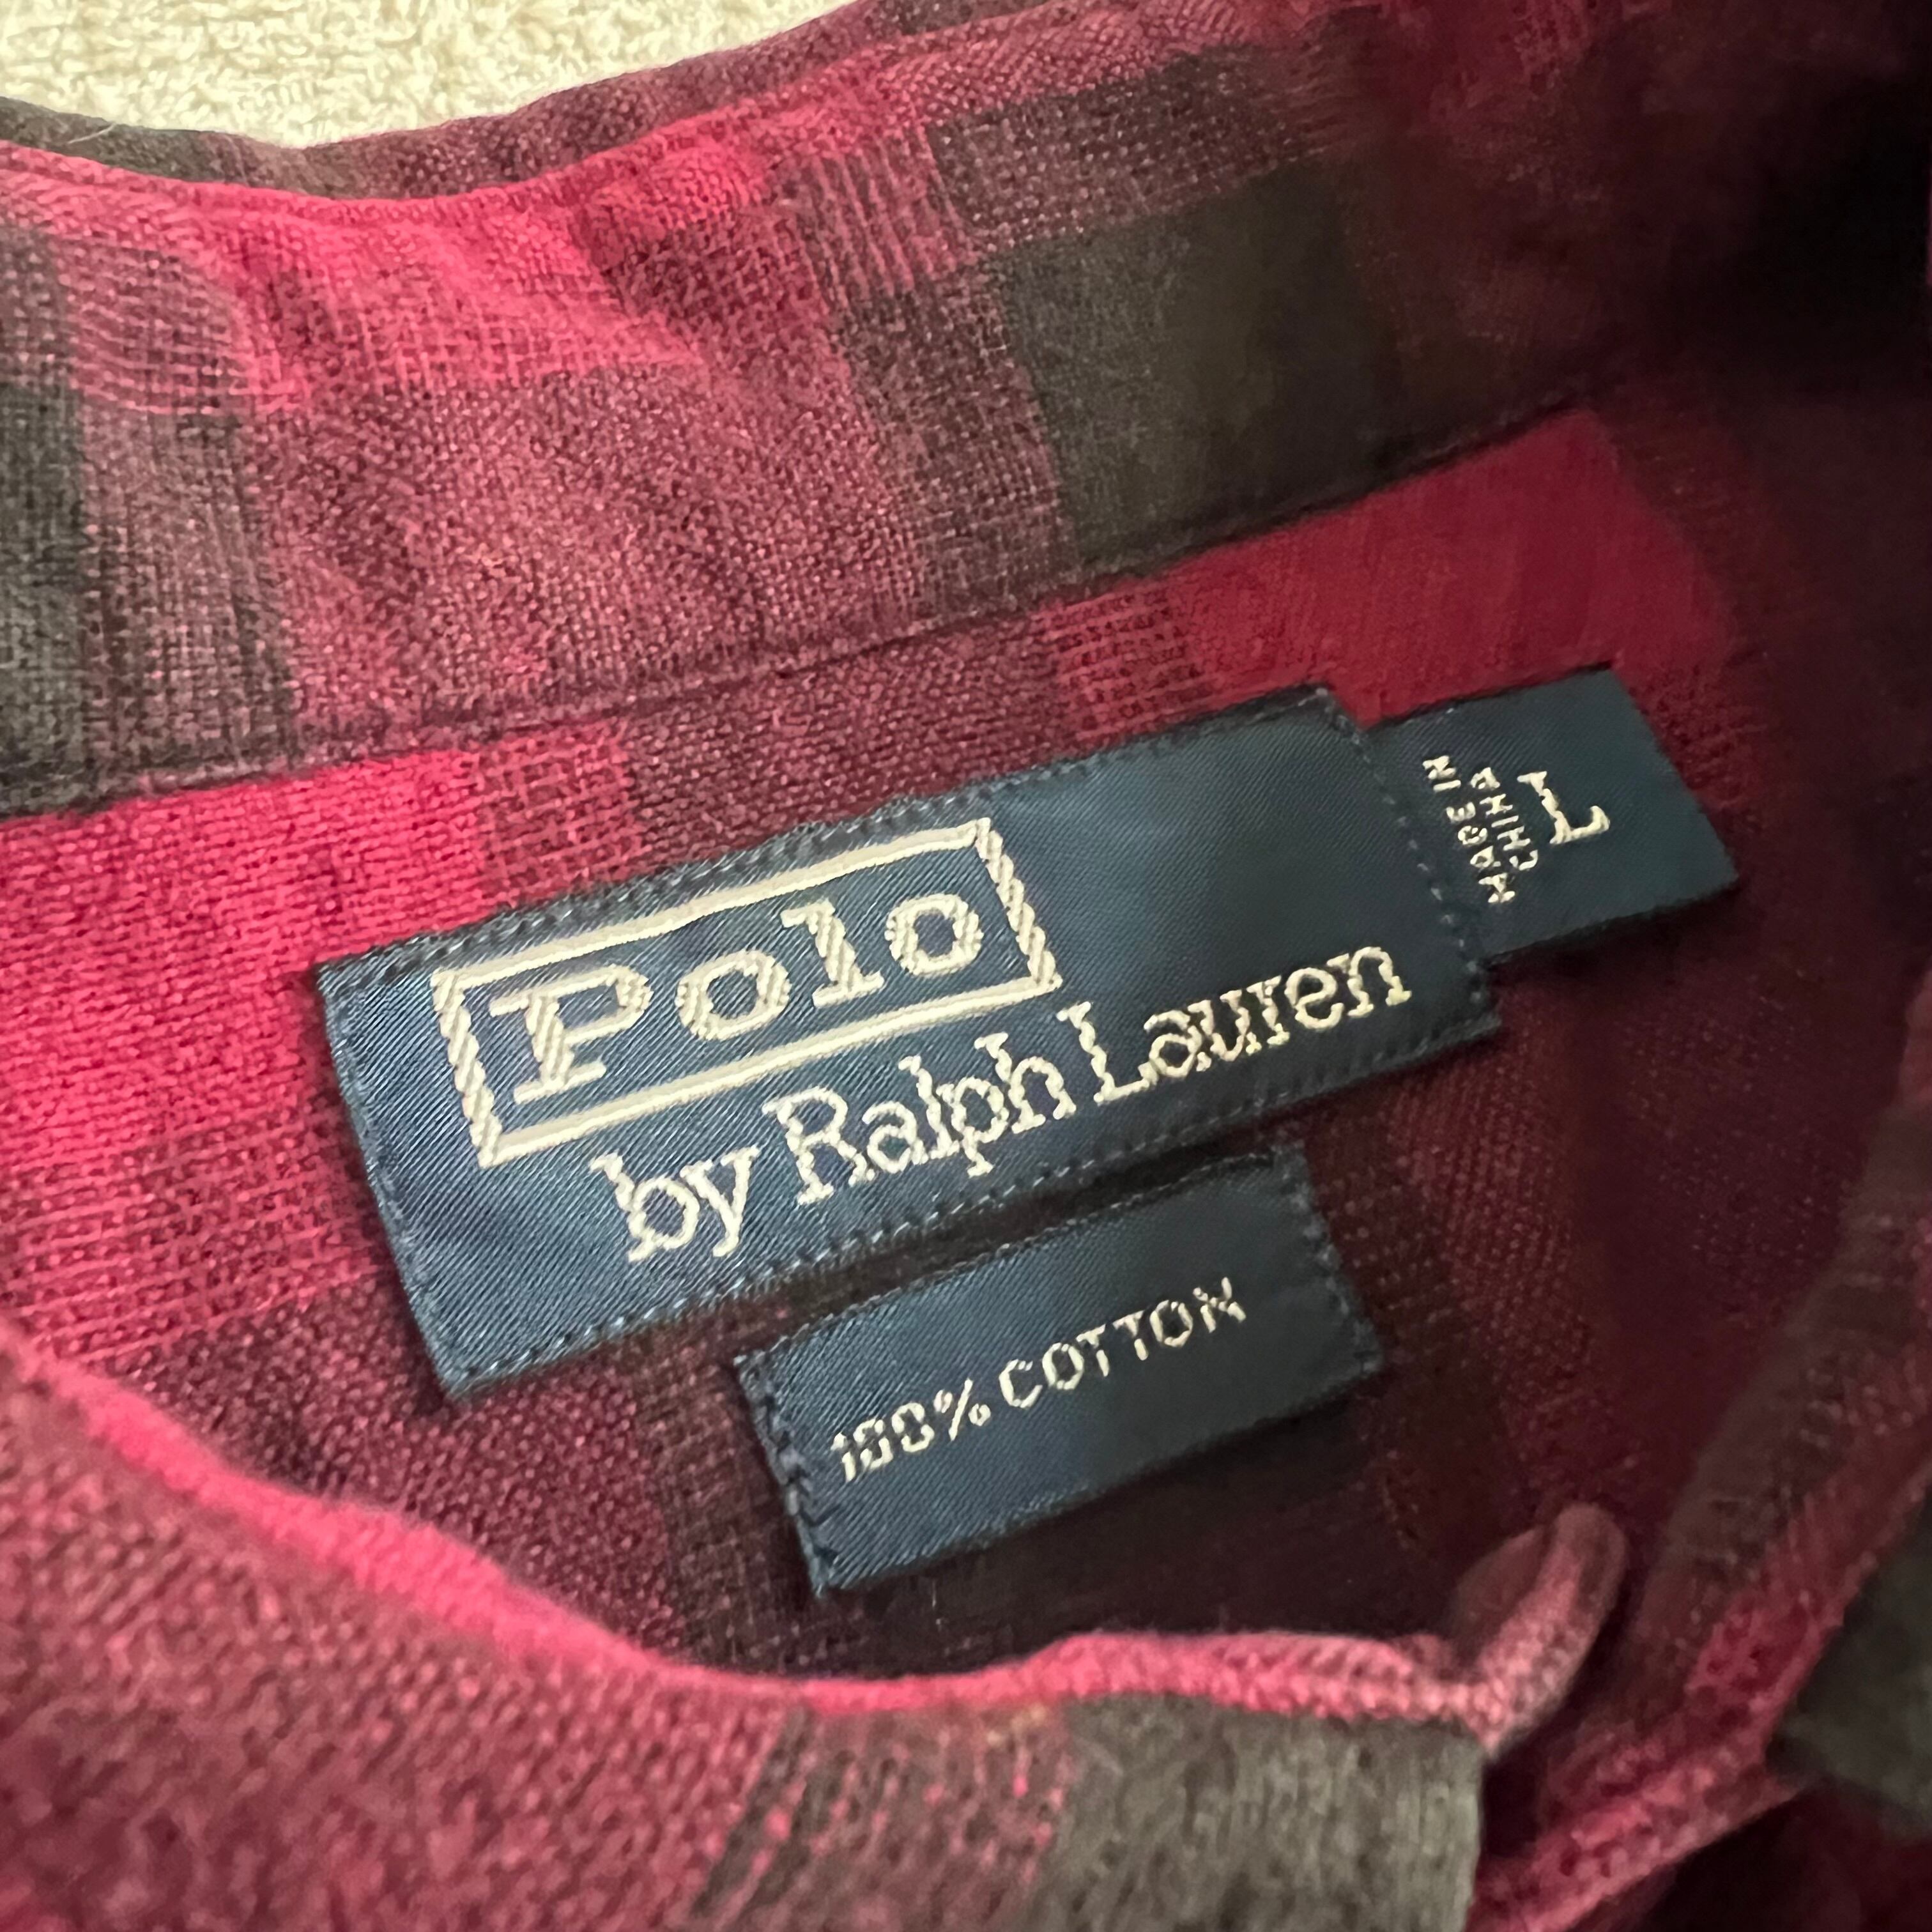 Polo
by Ralph Lauren
MADE IN
CHINA
L
100% COTTON